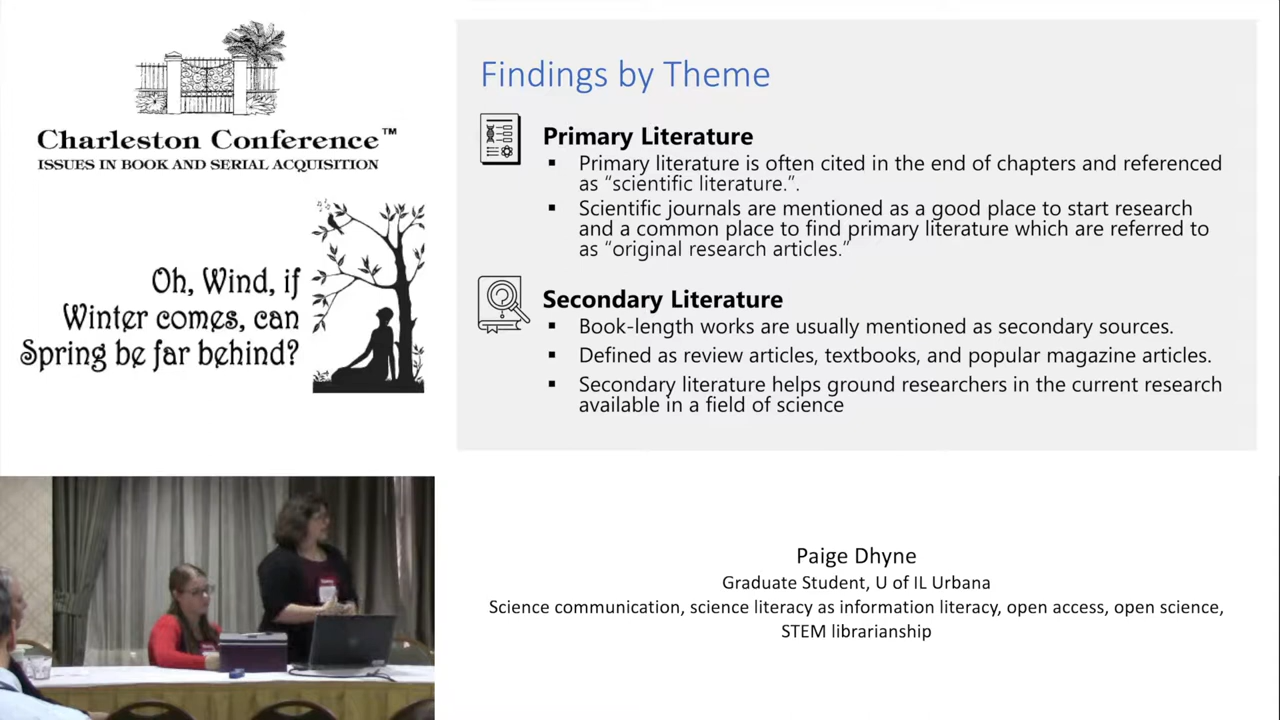 Charleston Conference™
ISSUES IN BOOK AND SERIAL ACQUISITION
Oh, Wind, if
Winter comes, can
Spring be far behind?
Findings by Theme
Primary Literature
▪ Primary literature is often cited in the end of chapters and referenced
as “scientific literature.”.
▪ Scientific journals are mentioned as a good place to start research
and a common place to find primary literature which are referred to
as “original research articles.”
Secondary Literature
▪ Book-length works are usually mentioned as secondary sources.
▪ Defined as review articles, textbooks, and popular magazine articles.
▪ Secondary literature helps ground researchers in the current research
available in a field of science
Paige Dhyne
Graduate Student, U of IL Urbana
Science communication, science literacy as information literacy, open access, open science,
STEM librarianship